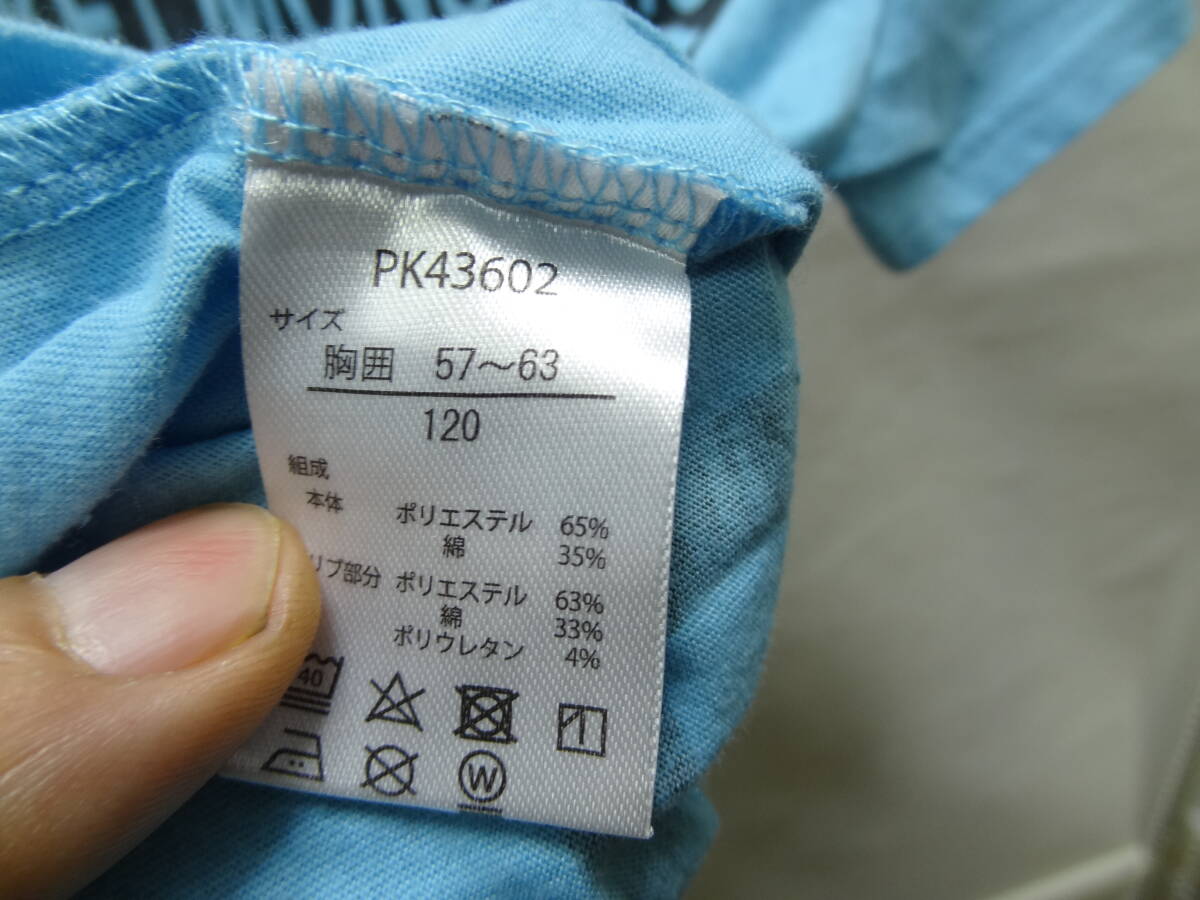 PK43602
サイズ
胸囲 57～63
120
組成
本体 ポリエステル 65%
綿 35%
リブ部分 ポリエステル 63%
綿 33%
ポリウレタン 4%
40
W